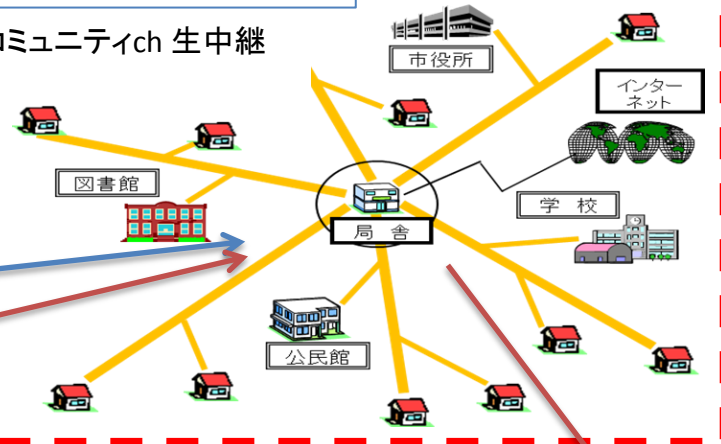 コミュニティch 生中継
市役所
インター
ネット
図書館
学 校
局 舎
公民館